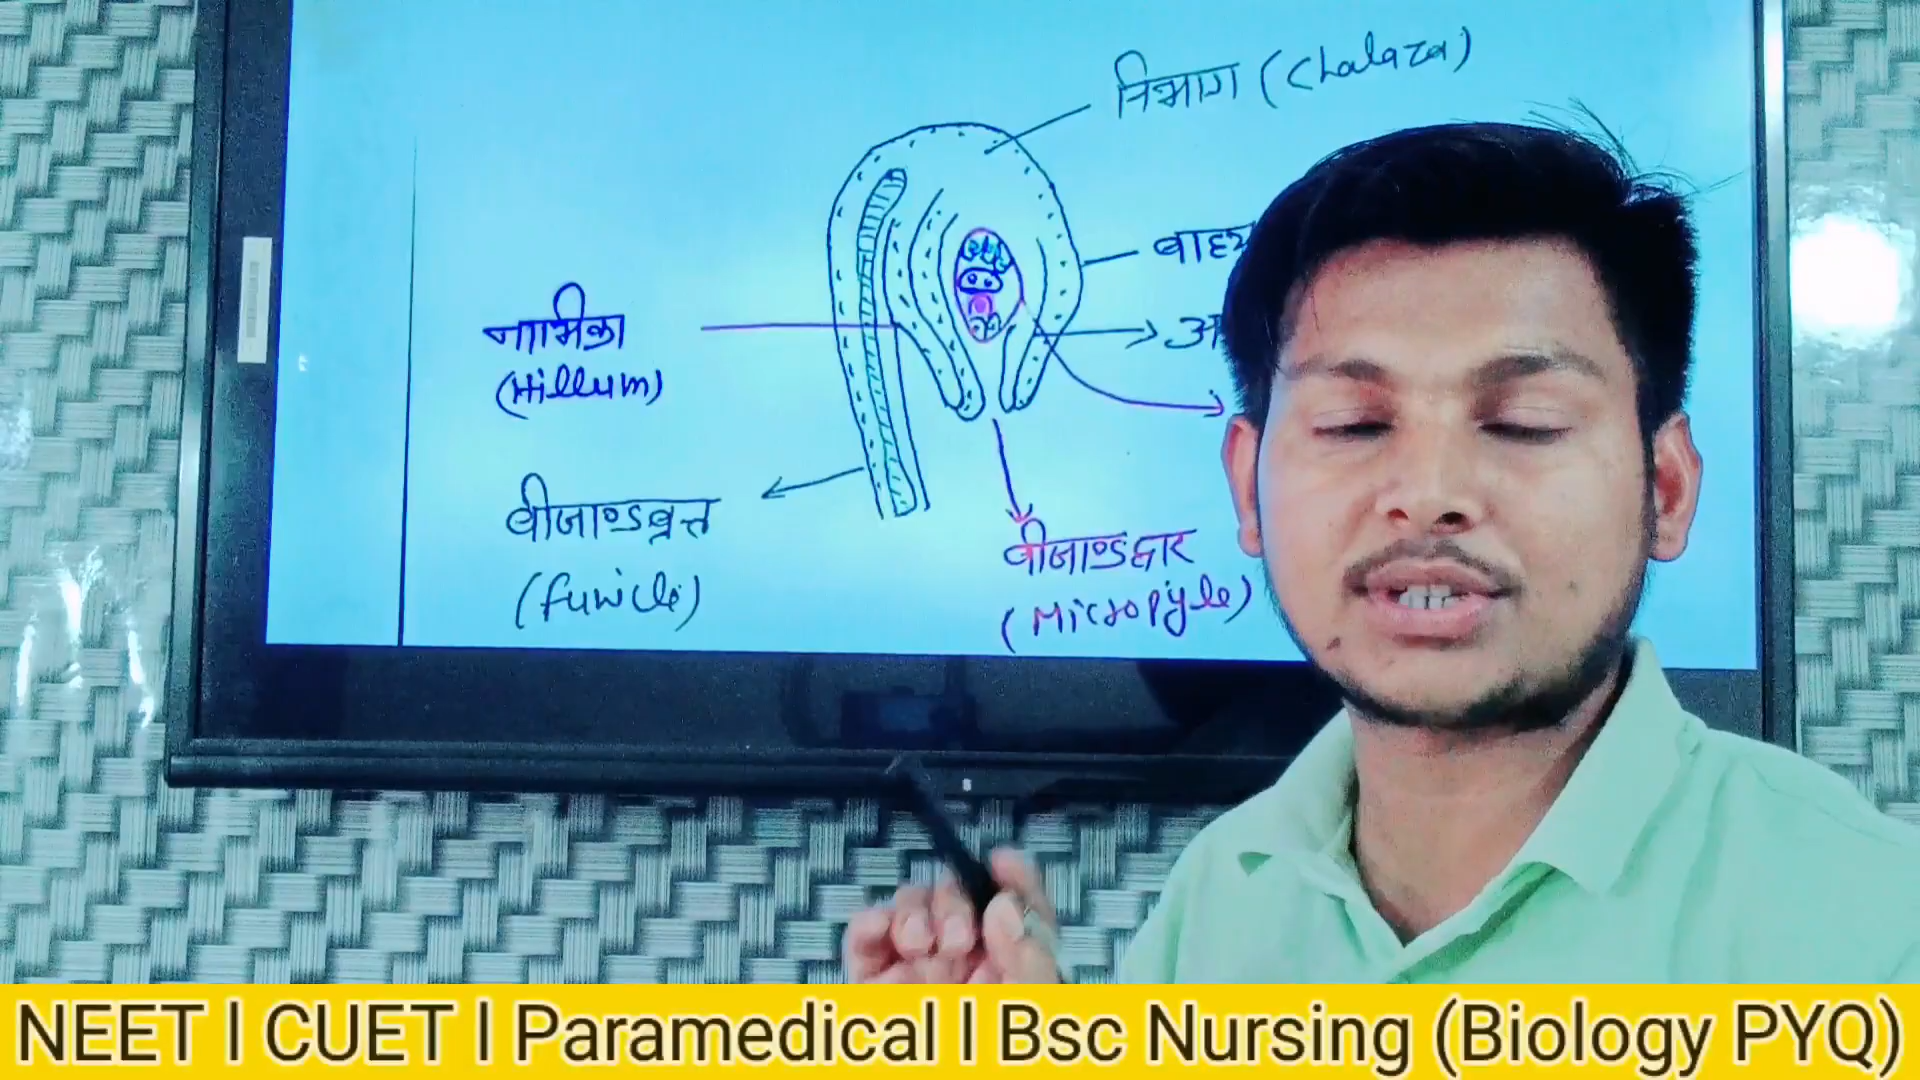 निभाग (Chalaza)
नाभिका
(Hillum)
बीजाण्डवृत्त
(funicle)
बीजाण्डद्वार
(Micropyle)
NEET l CUET l Paramedical l Bsc Nursing (Biology PYQ)